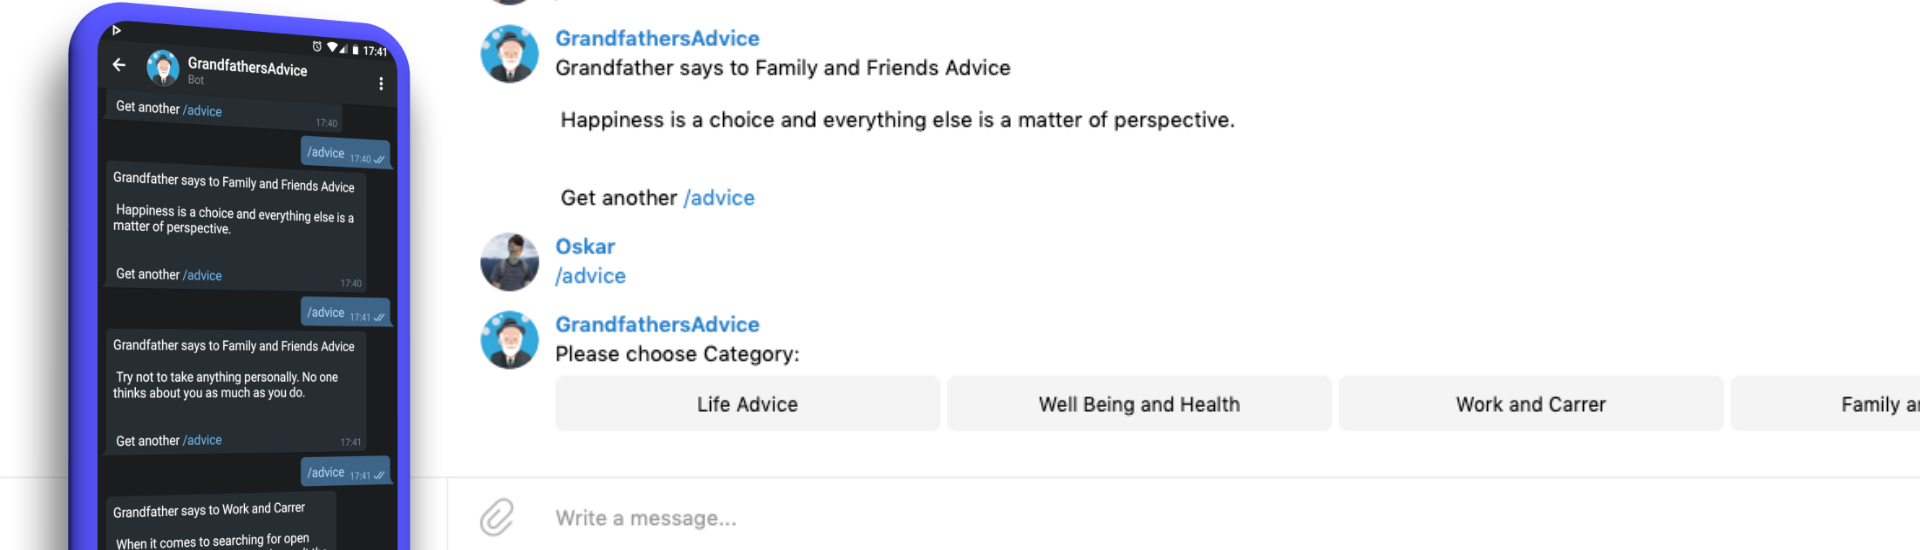 17:41
GrandfathersAdvice
Bot
Get another /advice
17:40
/advice 17:40
Grandfather says to Family and Friends Advice
Happiness is a choice and everything else is a
matter of perspective.
Get another /advice
17:40
/advice 17:41
Grandfather says to Family and Friends Advice
Try not to take anything personally. No one
thinks about you as much as you do.
Get another /advice
17:41
/advice 17:41
Grandfather says to Work and Carrer
When it comes to searching for open
GrandfathersAdvice
Grandfather says to Family and Friends Advice
Happiness is a choice and everything else is a matter of perspective.
Get another /advice
Oskar
/advice
GrandfathersAdvice
Please choose Category:
Life Advice
Well Being and Health
Work and Carrer
Family
Write a message...